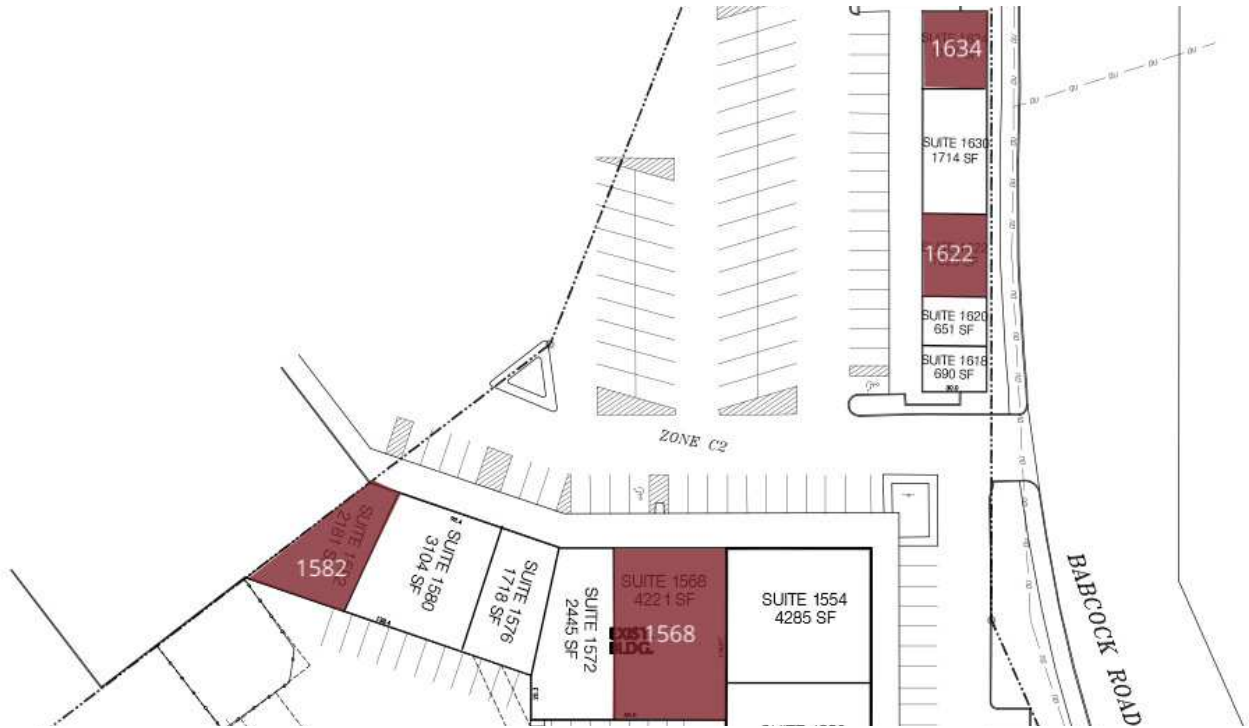 1634
SUITE 1630
1714 SF
1622
SUITE 1620
651 SF
SUITE 1618
690 SF
ZONE C2
2181 SF
1582
SUITE 1580
3104 SF
SUITE 1576
1718 SF
SUITE 1572
2445 SF
SUITE 1568
4221 SF
EXIST.
BLDG.
1568
SUITE 1554
4285 SF
BABCOCK ROAD